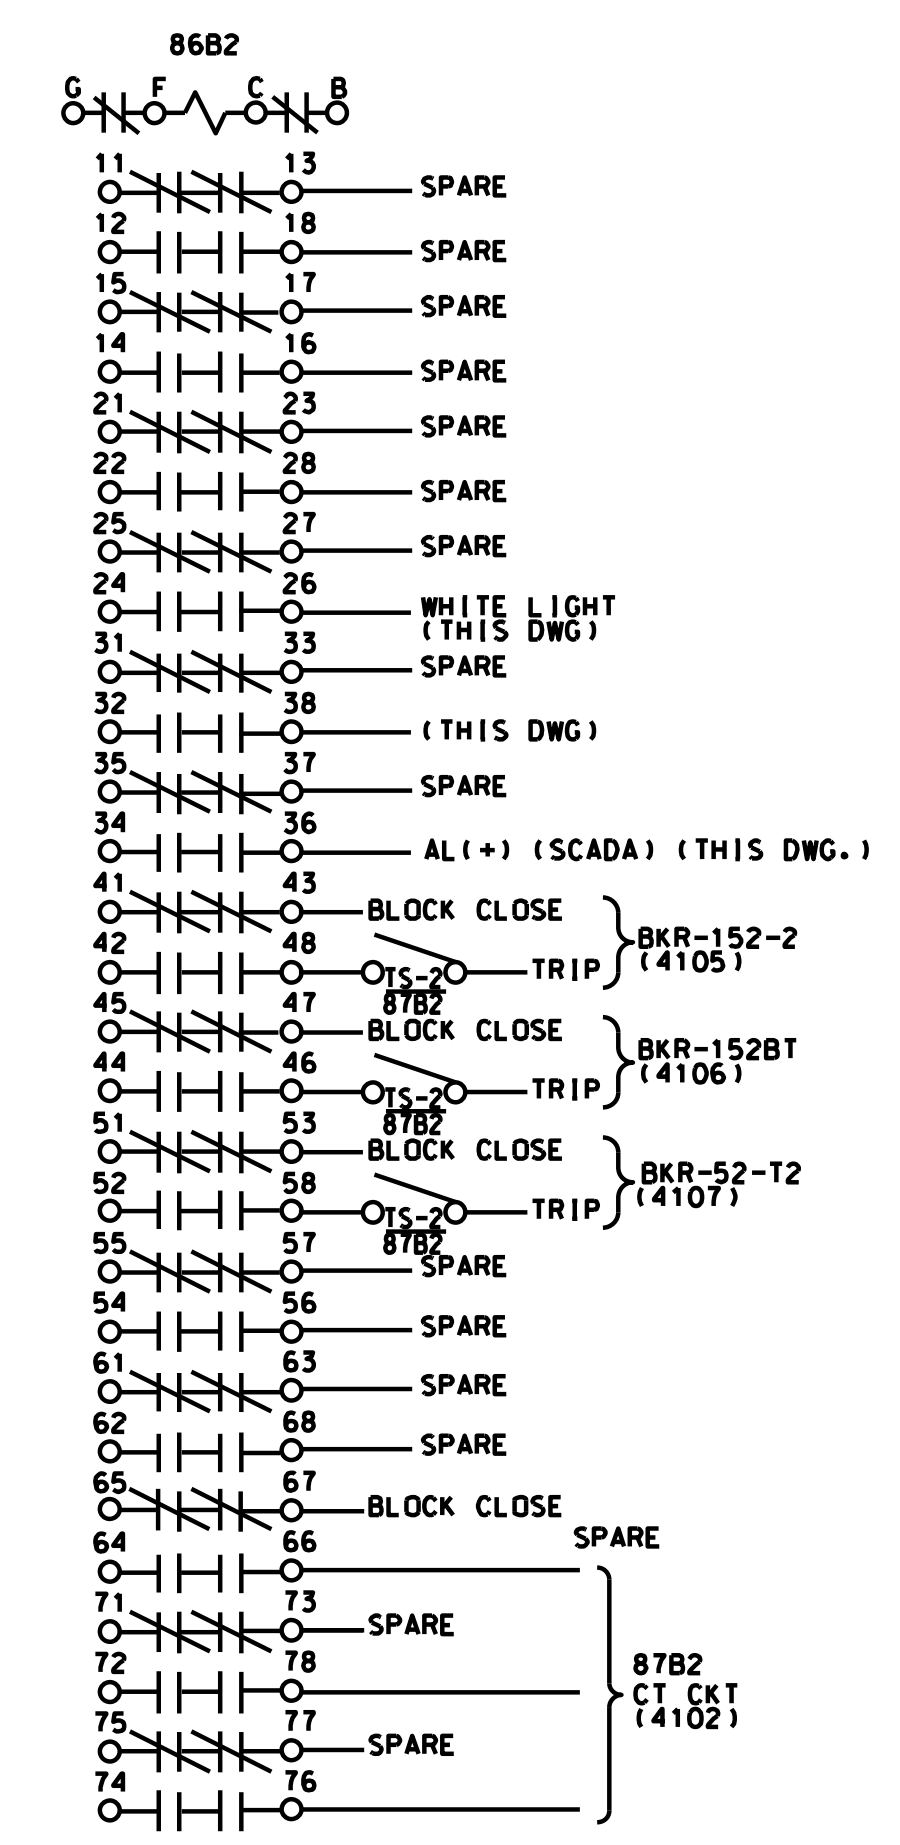 86B2
G F C B
11 13
SPARE
12 18
SPARE
15 17
SPARE
14 16
SPARE
21 23
SPARE
22 28
SPARE
25 27
SPARE
24 26
WHITE LIGHT
(THIS DWG)
31 33
SPARE
32 38
(THIS DWG)
35 37
SPARE
34 36
AL(+) (SCADA) (THIS DWG.)
41 43
BLOCK CLOSE
BKR-152-2
(4105)
42 48
TS-2 TRIP
87B2
45 47
BLOCK CLOSE
BKR-152BT
(4106)
44 46
TS-2 TRIP
87B2
51 53
BLOCK CLOSE
BKR-52-T2
(4107)
52 58
TS-2 TRIP
87B2
55 57
SPARE
54 56
SPARE
61 63
SPARE
62 68
SPARE
65 67
BLOCK CLOSE
SPARE
64 66
71 73
SPARE
72 78
87B2
CT CKT
(4102)
75 77
SPARE
74 76